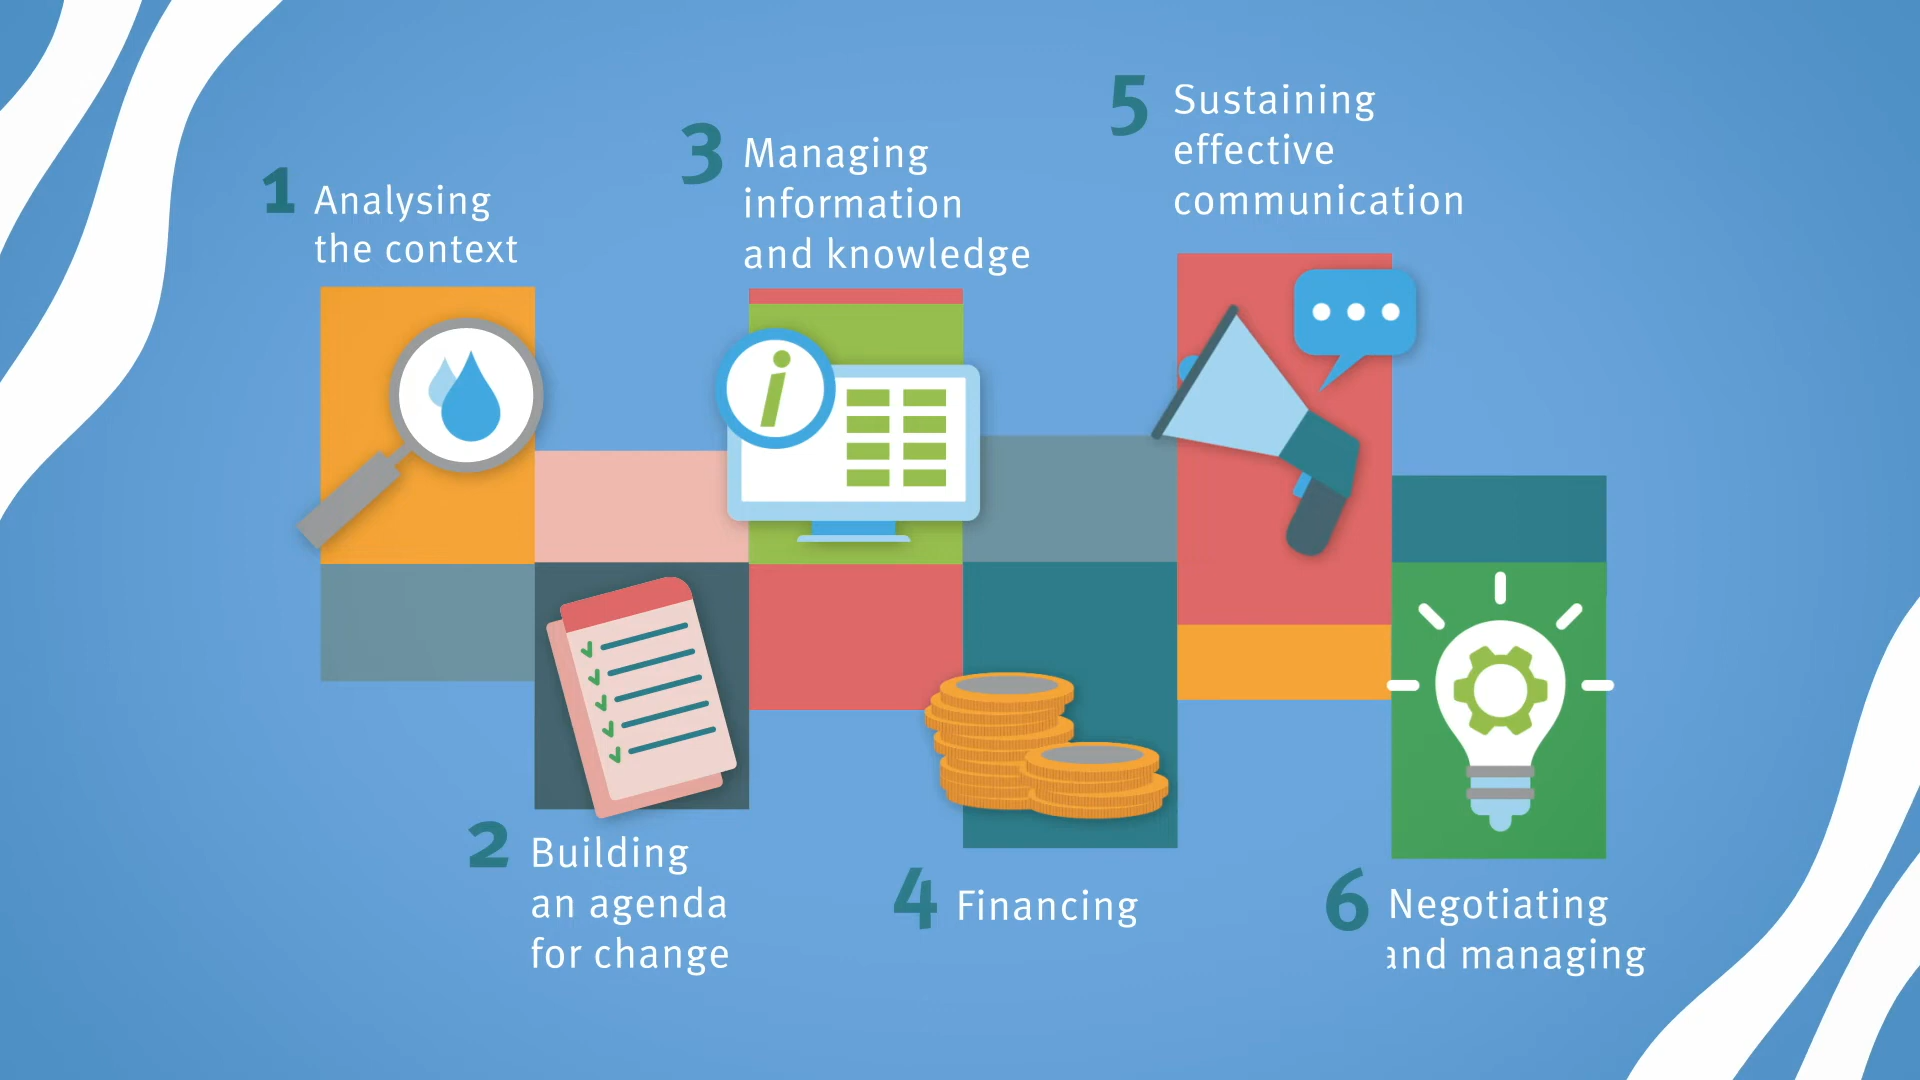 1 Analysing
the context
2 Building
an agenda
for change
3 Managing
information
and knowledge
4 Financing
5 Sustaining
effective
communication
6 Negotiating
and managing